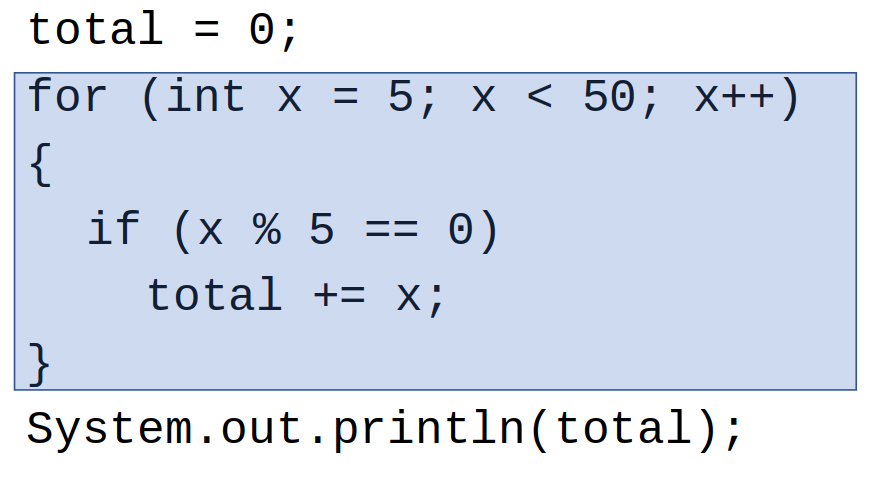 total = 0;
for (int x = 5; x < 50; x++)
{
if (x % 5 == 0)
total += x;
}
System.out.println(total);